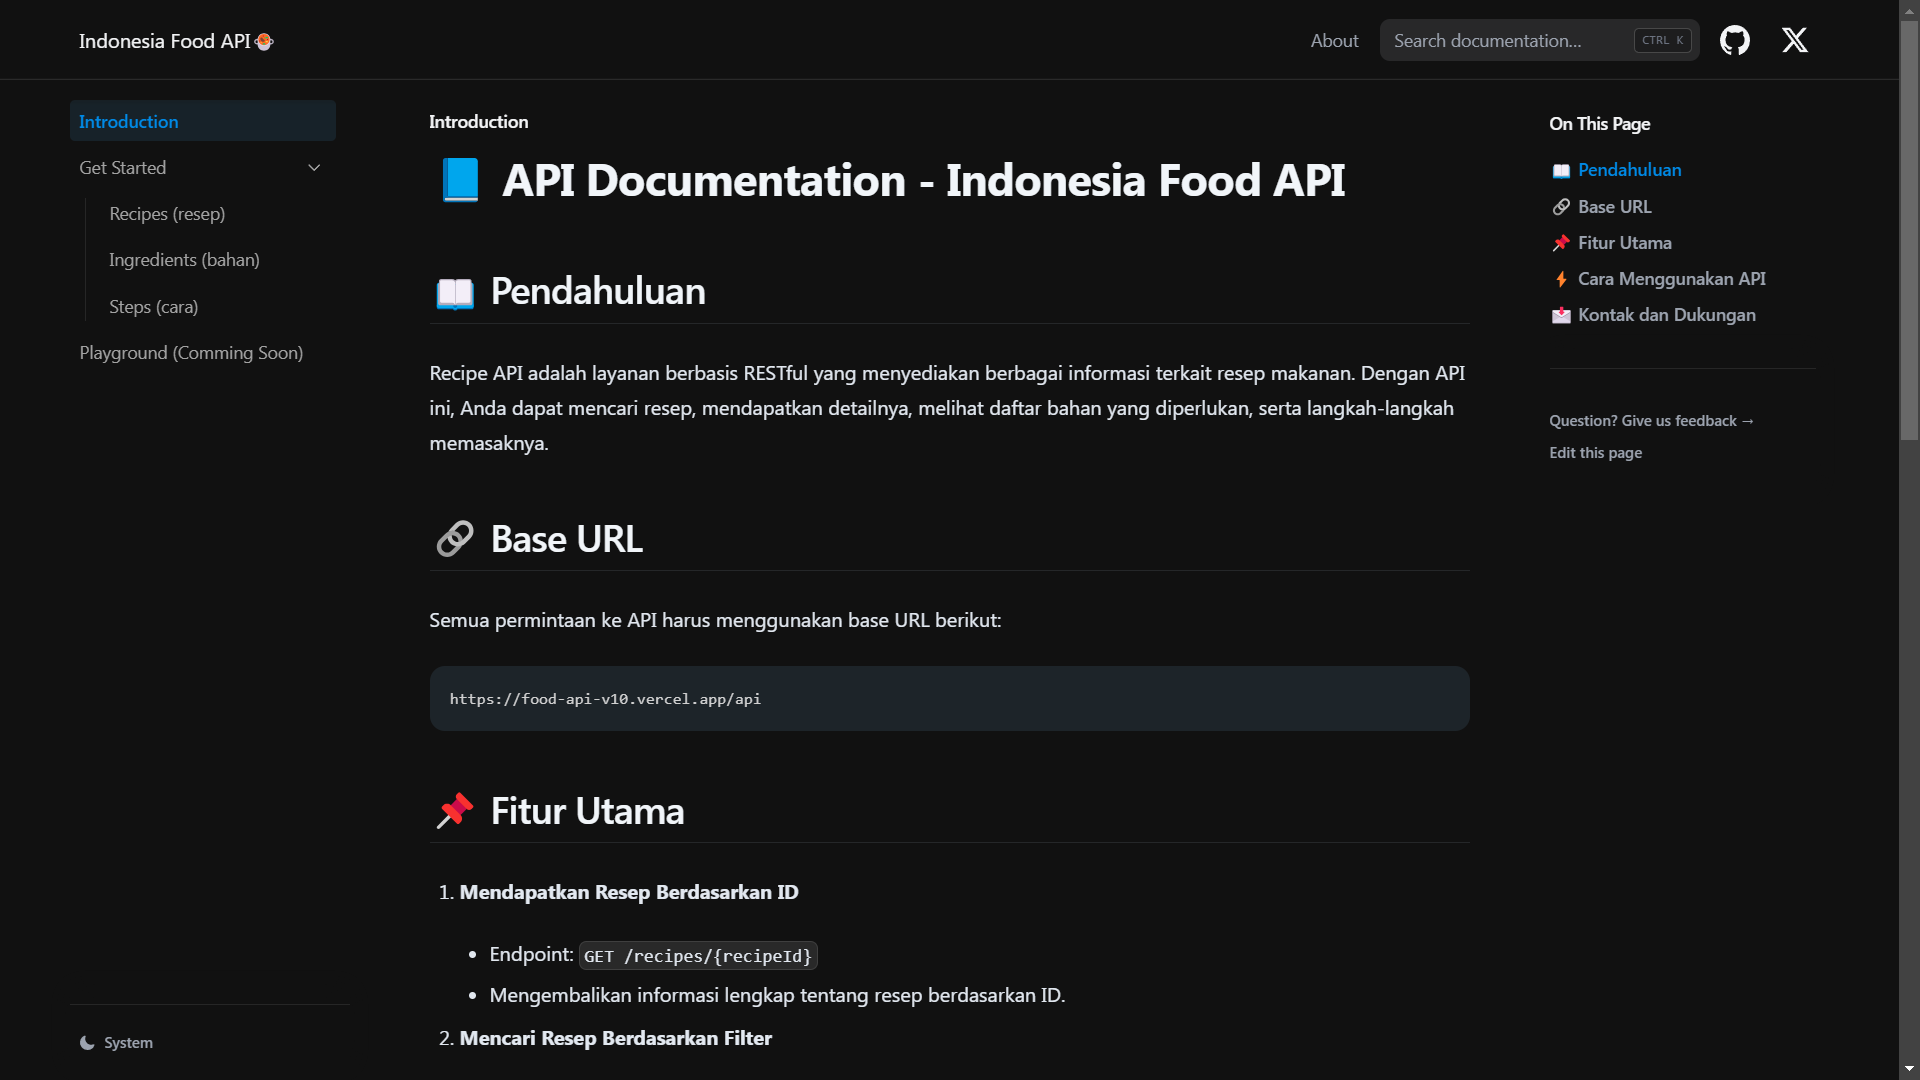 Indonesia Food API
About
Search documentation...
CTRL K
Introduction
Get Started
Recipes (resep)
Ingredients (bahan)
Steps (cara)
Playground (Comming Soon)
System
Introduction
API Documentation - Indonesia Food API
Pendahuluan
Recipe API adalah layanan berbasis RESTful yang menyediakan berbagai informasi terkait resep makanan. Dengan API
ini, Anda dapat mencari resep, mendapatkan detailnya, melihat daftar bahan yang diperlukan, serta langkah-langkah
memasaknya.
Base URL
Semua permintaan ke API harus menggunakan base URL berikut:
https://food-api-v10.vercel.app/api
Fitur Utama
1. Mendapatkan Resep Berdasarkan ID
• Endpoint: GET /recipes/{recipeId}
• Mengembalikan informasi lengkap tentang resep berdasarkan ID.
2. Mencari Resep Berdasarkan Filter
On This Page
Pendahuluan
Base URL
Fitur Utama
Cara Menggunakan API
Kontak dan Dukungan
Question? Give us feedback →
Edit this page